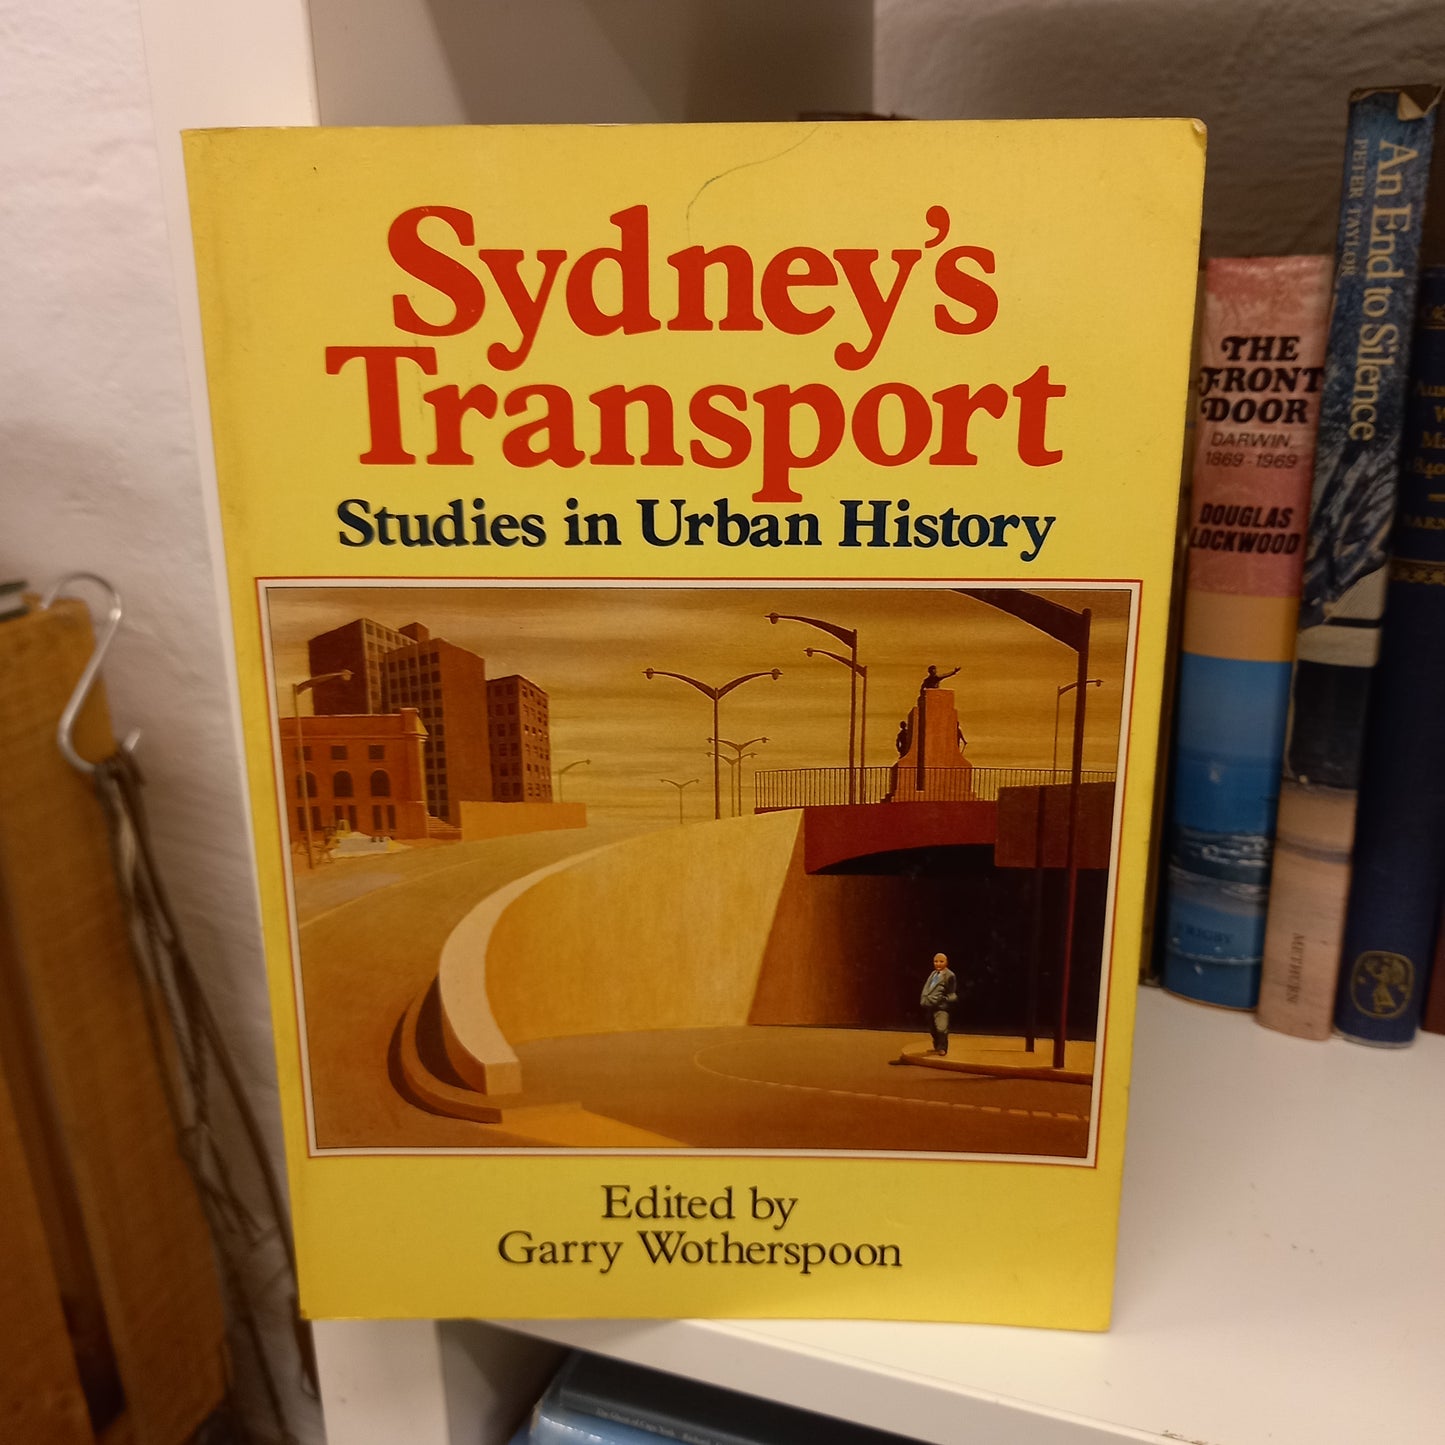 Sydney's
Transport
Studies in Urban History
Edited by
Garry Wotherspoon
THE
FRONT
DOOR
DARWIN
1869-1969
DOUGLAS
LOCKWOOD
RIGBY
An End to Silence
PETER TAYLOR
METHUEN